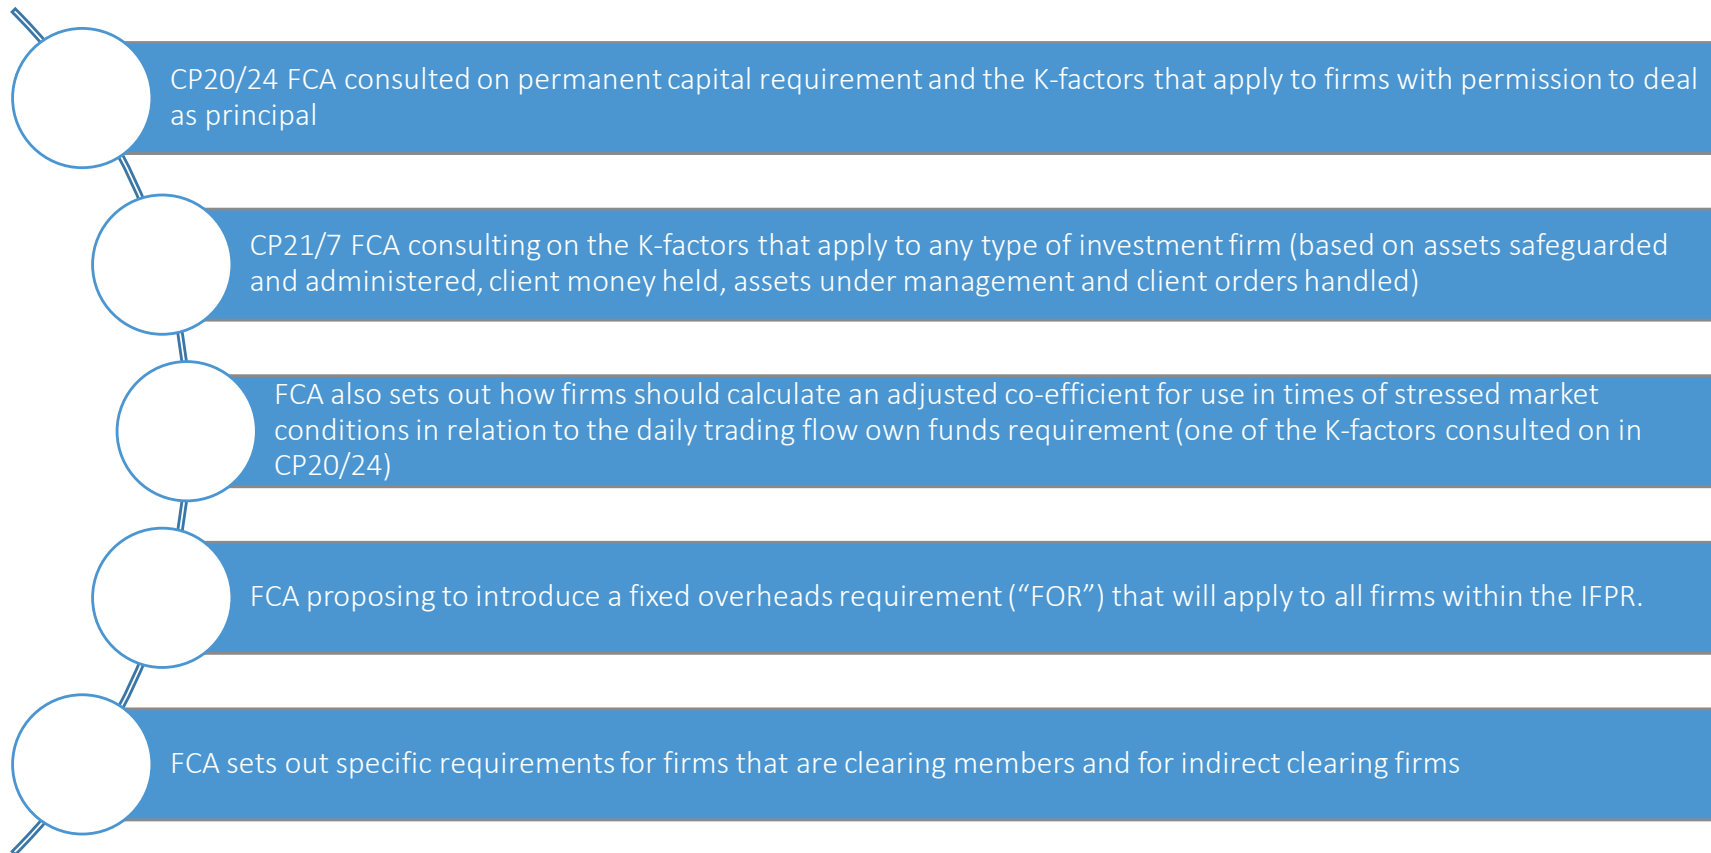 CP20/24 FCA consulted on permanent capital requirement and the K-factors that apply to firms with permission to deal
as principal
CP21/7 FCA consulting on the K-factors that apply to any type of investment firm (based on assets safeguarded
and administered, client money held, assets under management and client orders handled)
FCA also sets out how firms should calculate an adjusted co-efficient for use in times of stressed market
conditions in relation to the daily trading flow own funds requirement (one of the K-factors consulted on in
CP20/24)
FCA proposing to introduce a fixed overheads requirement (“FOR”) that will apply to all firms within the IFPR.
FCA sets out specific requirements for firms that are clearing members and for indirect clearing firms